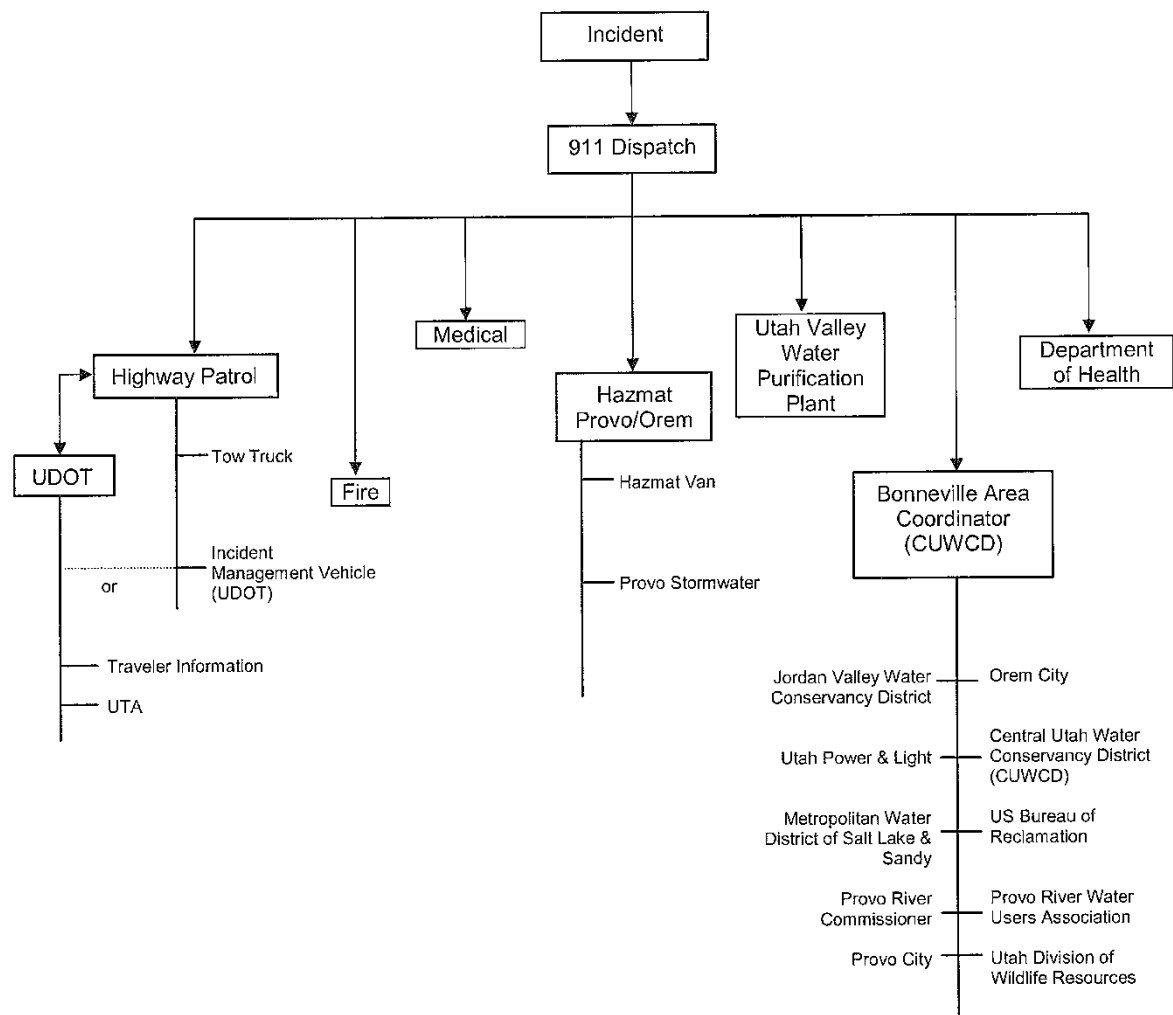 Incident
911 Dispatch
Highway Patrol
Fire
Medical
Hazmat
Provo/Orem
Utah Valley
Water
Purification
Plant
Bonneville Area
Coordinator
(CUWCD)
Department
of Health
UDOT
Tow Truck
Incident
Management Vehicle
(UDOT)
or
Traveler Information
UTA
Hazmat Van
Provo Stormwater
Jordan Valley Water
Conservancy District
Orem City
Utah Power & Light
Central Utah Water
Conservancy District
(CUWCD)
Metropolitan Water
District of Salt Lake &
Sandy
US Bureau of
Reclamation
Provo River
Commissioner
Provo River Water
Users Association
Provo City
Utah Division of
Wildlife Resources